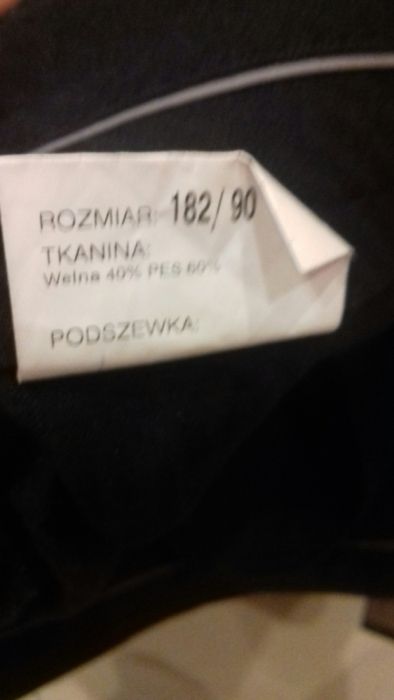 ROZMIAR: 182/ 90
TKANINA:
Wełna 40% PES 60%
PODSZEWKA: